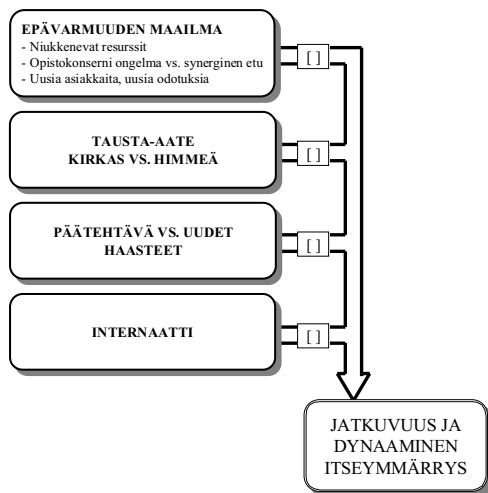 EPÄVARMUUDEN MAAILMA
- Niukkenevat resurssit
- Opistokonserni ongelma vs. synerginen etu
- Uusia asiakkaita, uusia odotuksia
[ ]
TAUSTA-AATE
KIRKAS VS. HIMMEÄ
[ ]
PÄÄTEHTÄVÄ VS. UUDET
HAASTEET
[ ]
INTERNAATTI
[ ]
JATKUVUUS JA
DYNAAMINEN
ITSEYMMÄRRYS